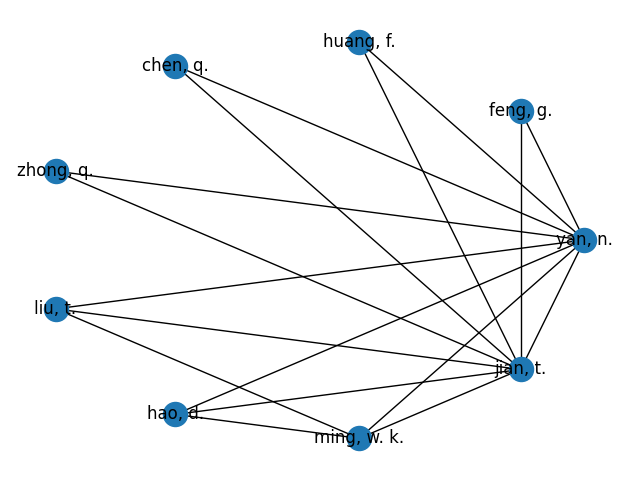 huang, f.
chen, q.
feng, g.
zhong, q.
yan, n.
liu, t.
jian, t.
hao, d.
ming, w. k.